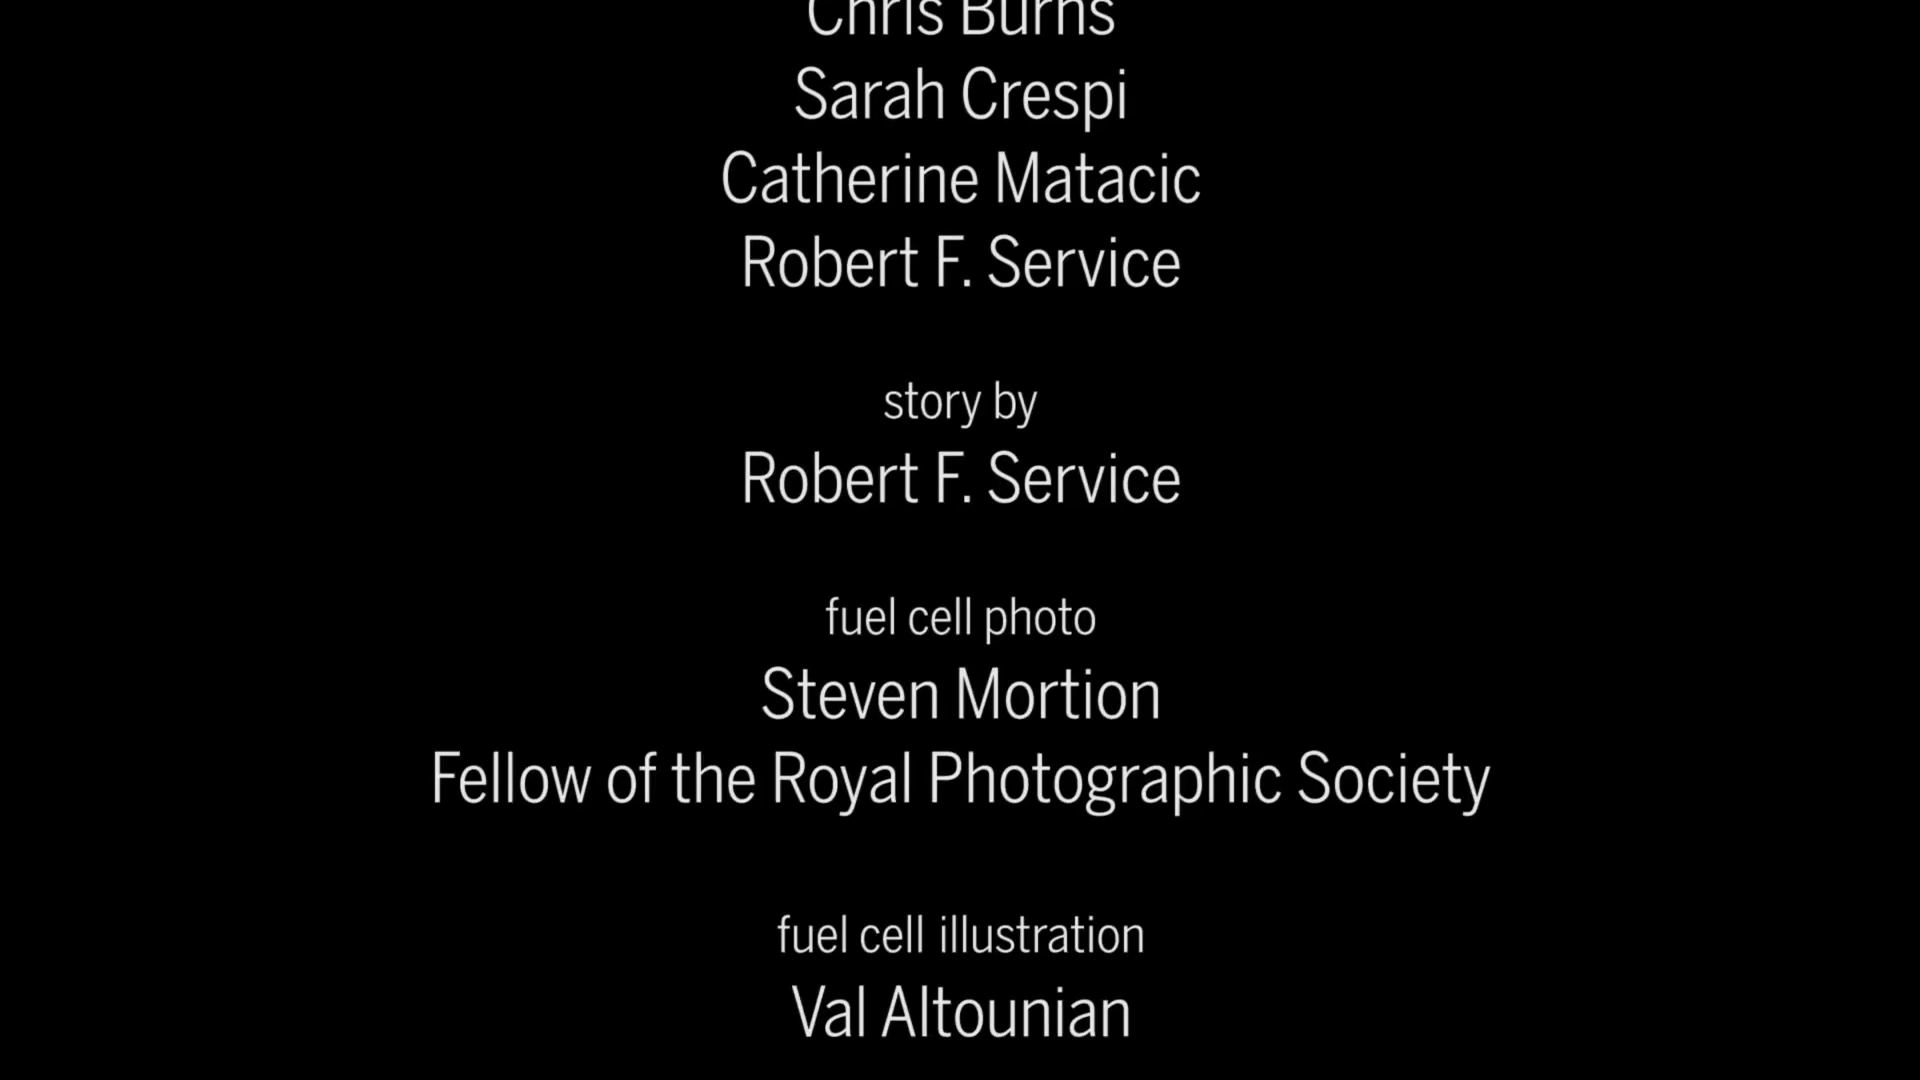 Chris Burns
Sarah Crespi
Catherine Matacic
Robert F. Service
story by
Robert F. Service
fuel cell photo
Steven Mortion
Fellow of the Royal Photographic Society
fuel cell illustration
Val Altounian